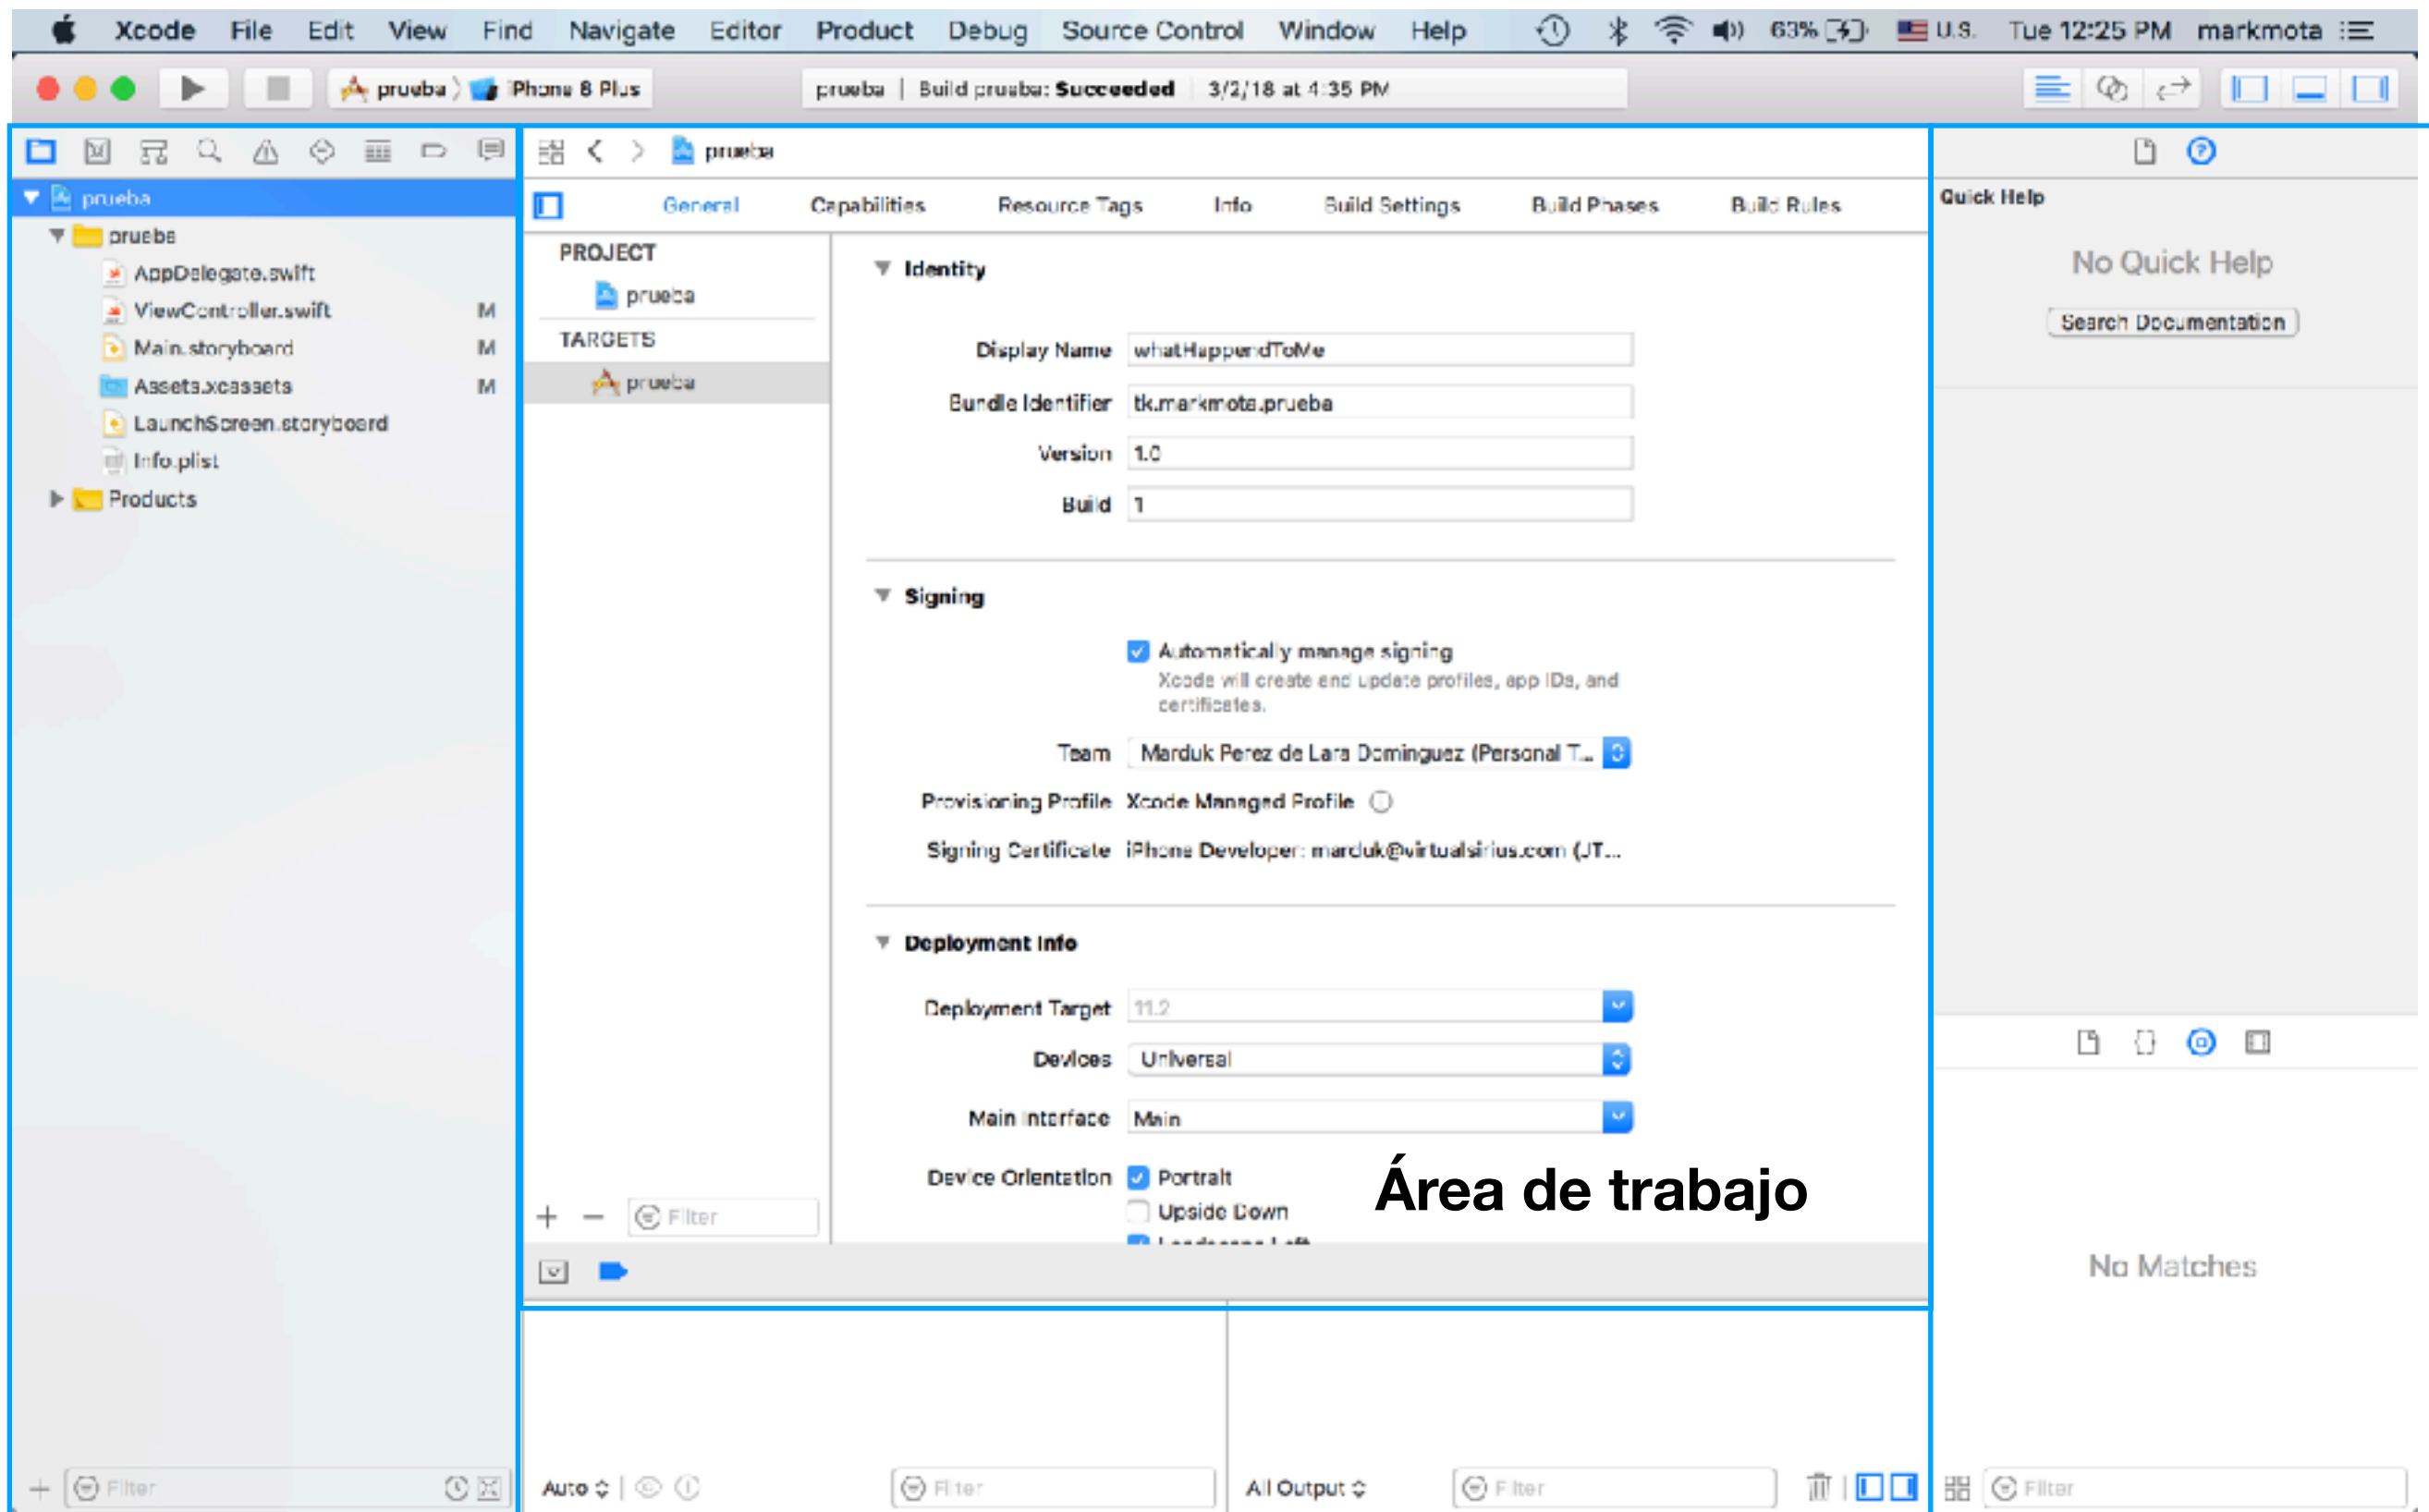 Xcode File Edit View Find Navigate Editor Product Debug Source Control Window Help 63% U.S. Tue 12:25 PM markmota
prueba iPhone 8 Plus prueba | Build prueba: Succeeded 3/2/18 at 4:35 PM
prueba
prueba
AppDelegate.swift
ViewController.swift M
Main.storyboard M
Assets.xcassets M
LaunchScreen.storyboard
Info.plist
Products
Filter
prueba
General Capabilities Resource Tags Info Build Settings Build Phases Build Rules
PROJECT
prueba
TARGETS
prueba
Filter
Identity
Display Name whatHappendToMe
Bundle Identifier tk.markmota.prueba
Version 1.0
Build 1
Signing
Automatically manage signing
Xcode will create and update profiles, app IDs, and
certificates.
Team Marduk Perez de Lara Dominguez (Personal T...
Provisioning Profile Xcode Managed Profile
Signing Certificate iPhone Developer: marduk@virtualsirius.com (JT...
Deployment Info
Deployment Target 11.2
Devices Universal
Main Interface Main
Device Orientation Portrait
Upside Down
Landscape Left
Área de trabajo
Auto Filter
All Output Filter
Quick Help
No Quick Help
Search Documentation
No Matches
Filter